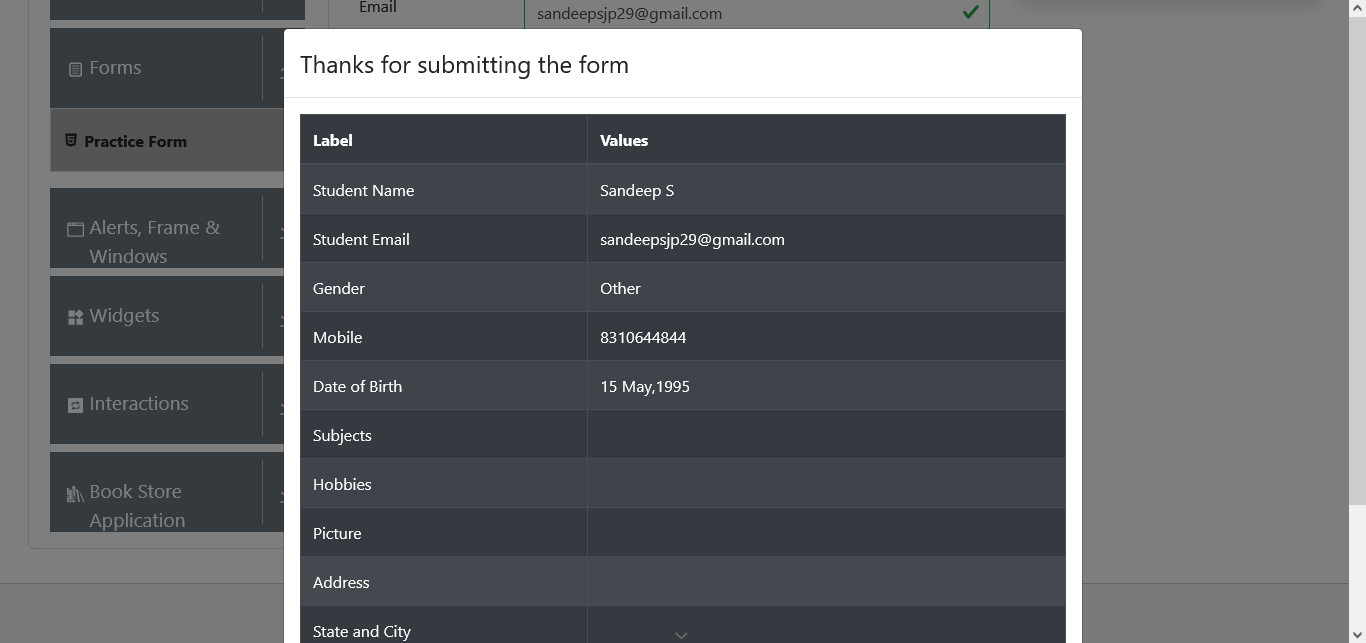 Email
sandeepsjp29@gmail.com
Forms
Practice Form
Alerts, Frame &
Windows
Widgets
Interactions
Book Store
Application
Thanks for submitting the form
Label Values
Student Name Sandeep S
Student Email sandeepsjp29@gmail.com
Gender Other
Mobile 8310644844
Date of Birth 15 May,1995
Subjects
Hobbies
Picture
Address
State and City